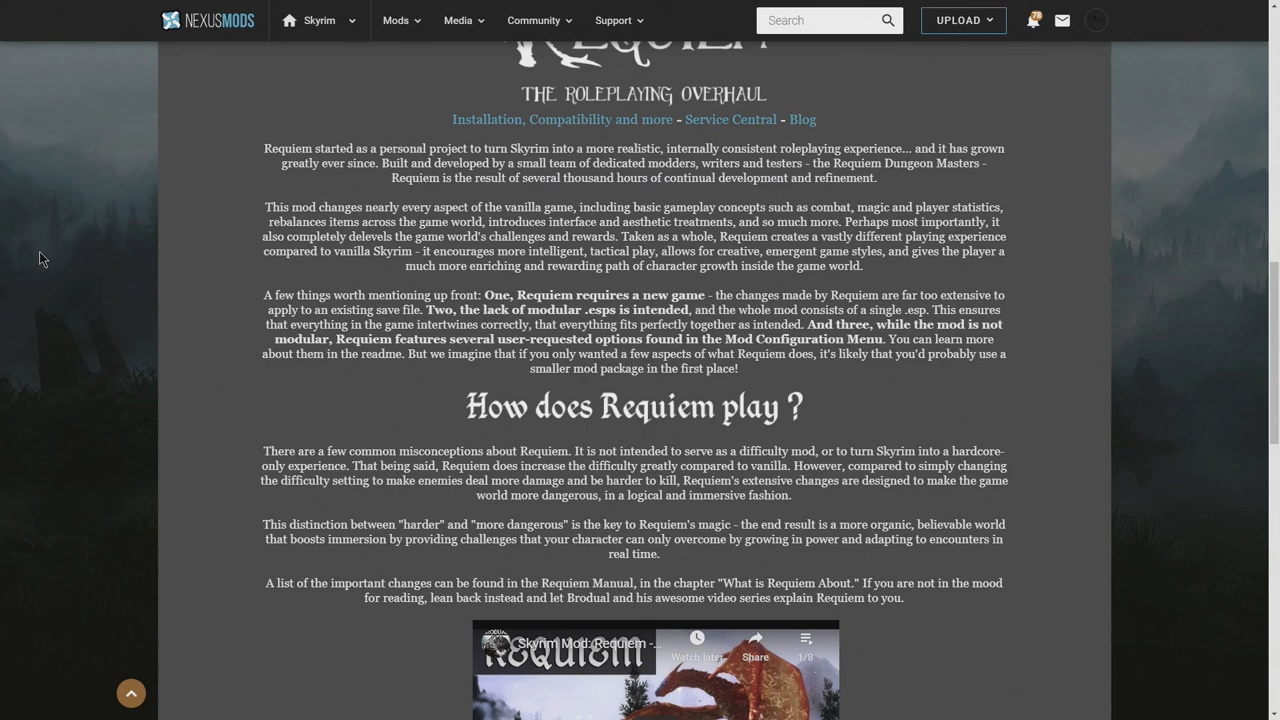 NEXUSMODS
Skyrim
Mods
Media
Community
Support
Search
UPLOAD
78
REQUIEM
THE ROLEPLAYING OVERHAUL
Installation, Compatibility and more - Service Central - Blog
Requiem started as a personal project to turn Skyrim into a more realistic, internally consistent roleplaying experience... and it has grown
greatly ever since. Built and developed by a small team of dedicated modders, writers and testers - the Requiem Dungeon Masters -
Requiem is the result of several thousand hours of continual development and refinement.
This mod changes nearly every aspect of the vanilla game, including basic gameplay concepts such as combat, magic and player statistics,
rebalances items across the game world, introduces interface and aesthetic treatments, and so much more. Perhaps most importantly, it
also completely delevels the game world's challenges and rewards. Taken as a whole, Requiem creates a vastly different playing experience
compared to vanilla Skyrim - it encourages more intelligent, tactical play, allows for creative, emergent game styles, and gives the player a
much more enriching and rewarding path of character growth inside the game world.
A few things worth mentioning up front: One, Requiem requires a new game - the changes made by Requiem are far too extensive to
apply to an existing save file. Two, the lack of modular .esps is intended, and the whole mod consists of a single .esp. This ensures
that everything in the game intertwines correctly, that everything fits perfectly together as intended. And three, while the mod is not
modular, Requiem features several user-requested options found in the Mod Configuration Menu. You can learn more
about them in the readme. But we imagine that if you only wanted a few aspects of what Requiem does, it's likely that you'd probably use a
smaller mod package in the first place!
How does Requiem play ?
There are a few common misconceptions about Requiem. It is not intended to serve as a difficulty mod, or to turn Skyrim into a hardcore-
only experience. That being said, Requiem does increase the difficulty greatly compared to vanilla. However, compared to simply changing
the difficulty setting to make enemies deal more damage and be harder to kill, Requiem's extensive changes are designed to make the game
world more dangerous, in a logical and immersive fashion.
This distinction between "harder" and "more dangerous" is the key to Requiem's magic - the end result is a more organic, believable world
that boosts immersion by providing challenges that your character can only overcome by growing in power and adapting to encounters in
real time.
A list of the important changes can be found in the Requiem Manual, in the chapter "What is Requiem About." If you are not in the mood
for reading, lean back instead and let Brodual and his awesome video series explain Requiem to you.
BRODUAL
Skyrim Mod: Requiem -...
Watch later
Share
1/8
REQUIEM